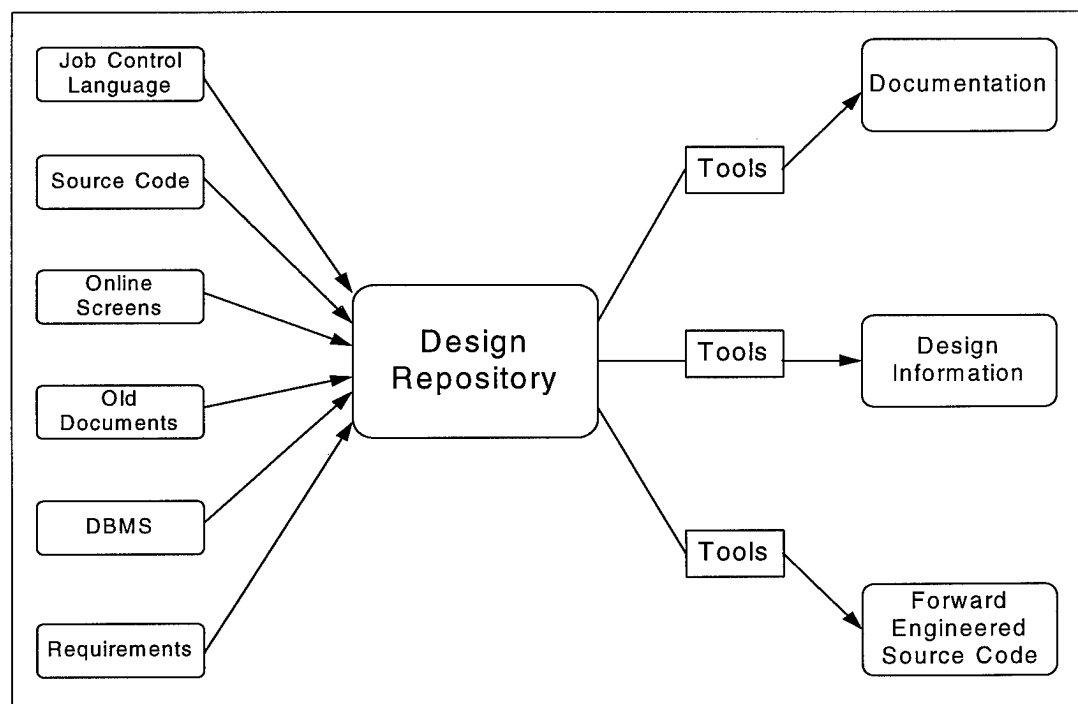 Job Control
Language
Source Code
Online
Screens
Old
Documents
DBMS
Requirements
Design
Repository
Tools
Tools
Tools
Documentation
Design
Information
Forward
Engineered
Source Code